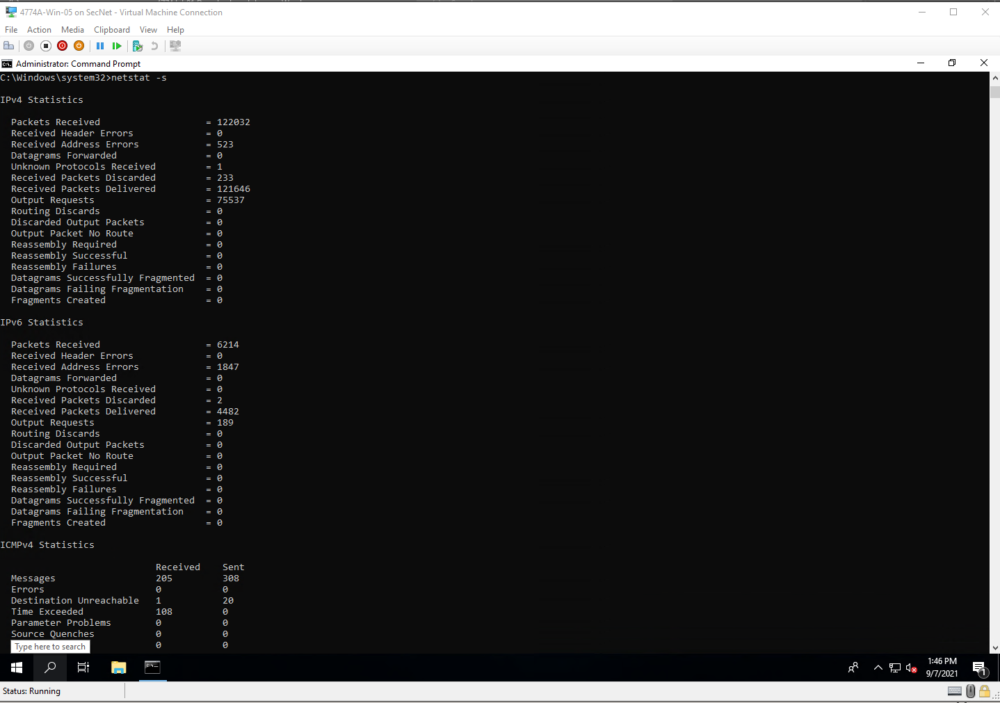 4774A-Win-05 on SecNet - Virtual Machine Connection
File Action Media Clipboard View Help
Administrator: Command Prompt
C:\Windows\system32>netstat -s
IPv4 Statistics
Packets Received = 122032
Received Header Errors = 0
Received Address Errors = 523
Datagrams Forwarded = 0
Unknown Protocols Received = 1
Received Packets Discarded = 233
Received Packets Delivered = 121646
Output Requests = 75537
Routing Discards = 0
Discarded Output Packets = 0
Output Packet No Route = 0
Reassembly Required = 0
Reassembly Successful = 0
Reassembly Failures = 0
Datagrams Successfully Fragmented = 0
Datagrams Failing Fragmentation = 0
Fragments Created = 0
IPv6 Statistics
Packets Received = 6214
Received Header Errors = 0
Received Address Errors = 1847
Datagrams Forwarded = 0
Unknown Protocols Received = 0
Received Packets Discarded = 2
Received Packets Delivered = 4482
Output Requests = 189
Routing Discards = 0
Discarded Output Packets = 0
Output Packet No Route = 0
Reassembly Required = 0
Reassembly Successful = 0
Reassembly Failures = 0
Datagrams Successfully Fragmented = 0
Datagrams Failing Fragmentation = 0
Fragments Created = 0
ICMPv4 Statistics
Received Sent
Messages 205 308
Errors 0 0
Destination Unreachable 1 20
Time Exceeded 108 0
Parameter Problems 0 0
Source Quenches 0 0
Type here to search 0 0
1:46 PM
9/7/2021
1
Status: Running